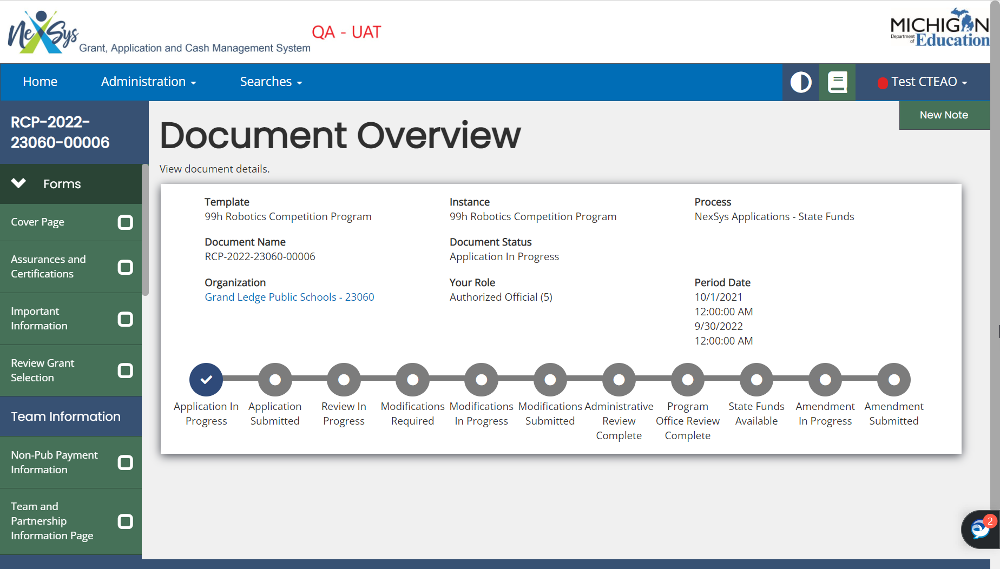 NexSys
Grant, Application and Cash Management System
QA - UAT
MICHIGAN
Department of Education
Home
Administration
Searches
Test CTEAO
New Note
RCP-2022-
23060-00006
Forms
Cover Page
Assurances and
Certifications
Important
Information
Review Grant
Selection
Team Information
Non-Pub Payment
Information
Team and
Partnership
Information Page
Document Overview
View document details.
Template
99h Robotics Competition Program
Instance
99h Robotics Competition Program
Process
NexSys Applications - State Funds
Document Name
RCP-2022-23060-00006
Document Status
Application In Progress
Organization
Grand Ledge Public Schools - 23060
Your Role
Authorized Official (5)
Period Date
10/1/2021
12:00:00 AM
9/30/2022
12:00:00 AM
Application In
Progress
Application
Submitted
Review In
Progress
Modifications
Required
Modifications
In Progress
Modifications
Submitted
Administrative
Review
Complete
Program
Office Review
Complete
State Funds
Available
Amendment
In Progress
Amendment
Submitted
2